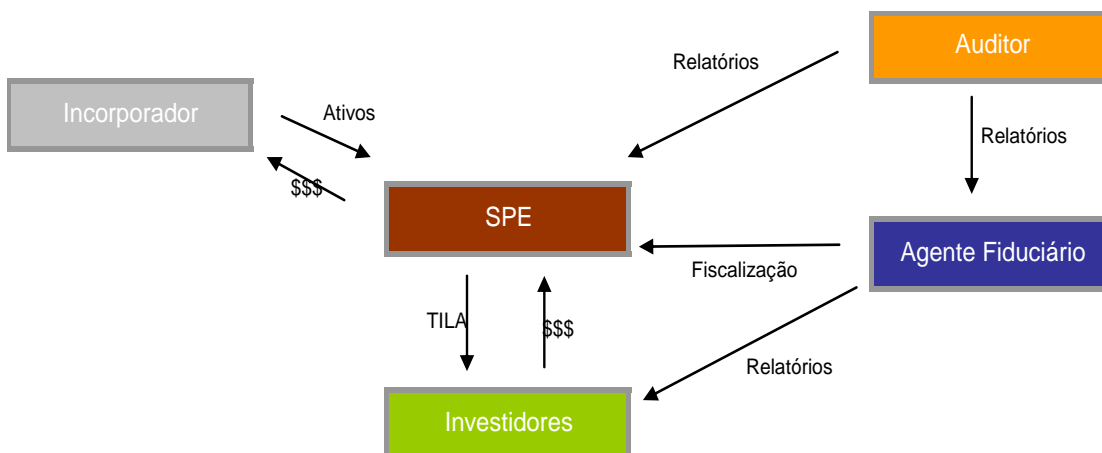 Auditor
Relatórios
Incorporador
Ativos
Relatórios
$$$
SPE
Agente Fiduciário
Fiscalização
TILA
$$$
Relatórios
Investidores